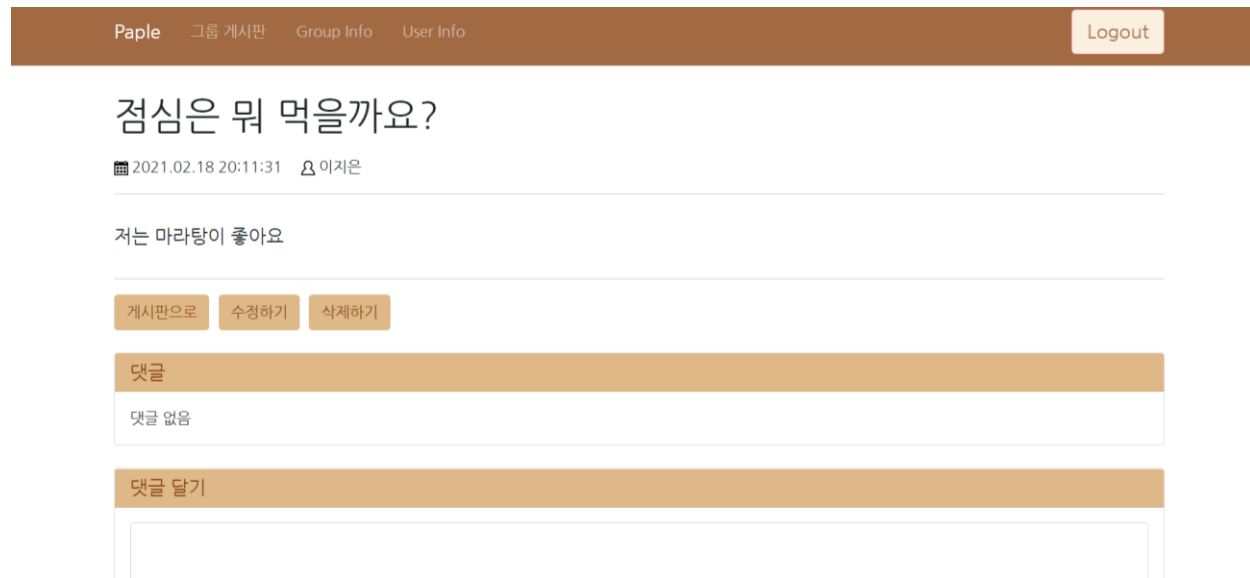 Paple 그룹 게시판 Group Info User Info Logout
점심은 뭐 먹을까요?
2021.02.18 20:11:31 이지은
저는 마라탕이 좋아요
게시판으로 수정하기 삭제하기
댓글
댓글 없음
댓글 달기